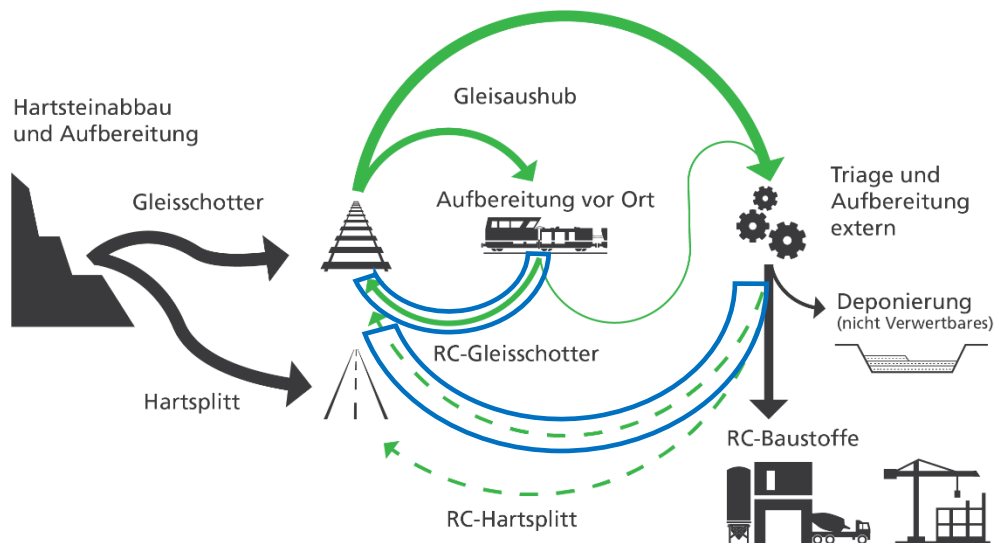 Hartsteinabbau
und Aufbereitung
Gleisschotter
Hartsplitt
Gleisaushub
Aufbereitung vor Ort
RC-Gleisschotter
RC-Hartsplitt
Triage und
Aufbereitung
extern
Deponierung
(nicht Verwertbares)
RC-Baustoffe